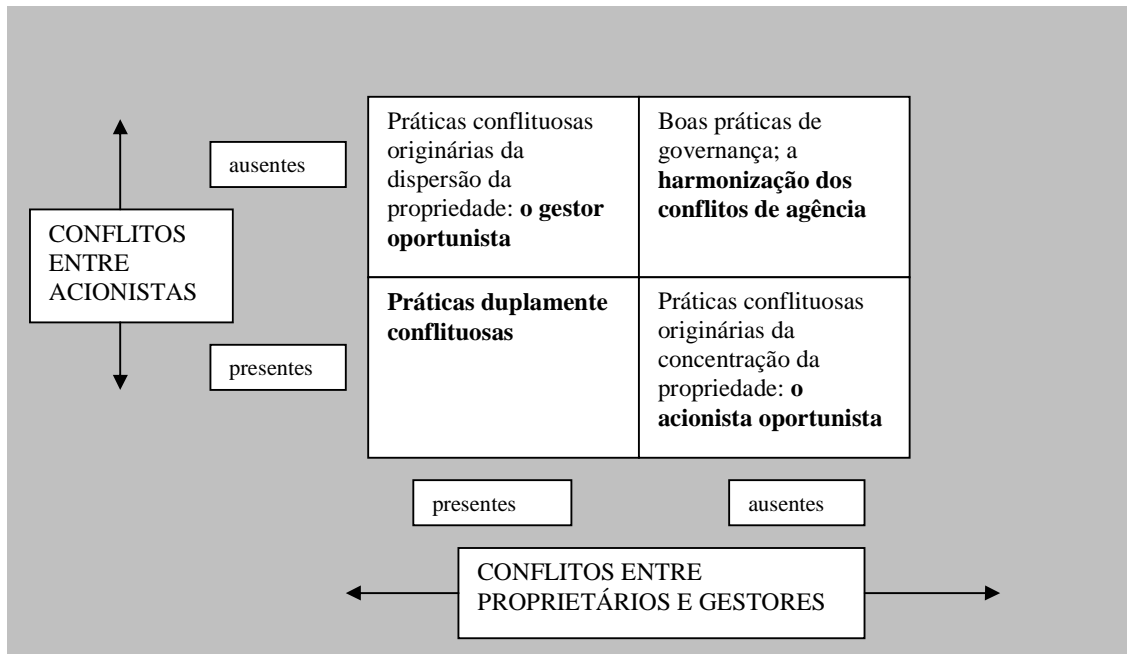 Práticas conflituosas
originárias da
dispersão da
propriedade: o gestor
oportunista
Boas práticas de
governança; a
harmonização dos
conflitos de agência
ausentes
CONFLITOS
ENTRE
ACIONISTAS
Práticas duplamente
conflituosas
Práticas conflituosas
originárias da
concentração da
propriedade: o
acionista oportunista
presentes
presentes
ausentes
CONFLITOS ENTRE
PROPRIETÁRIOS E GESTORES